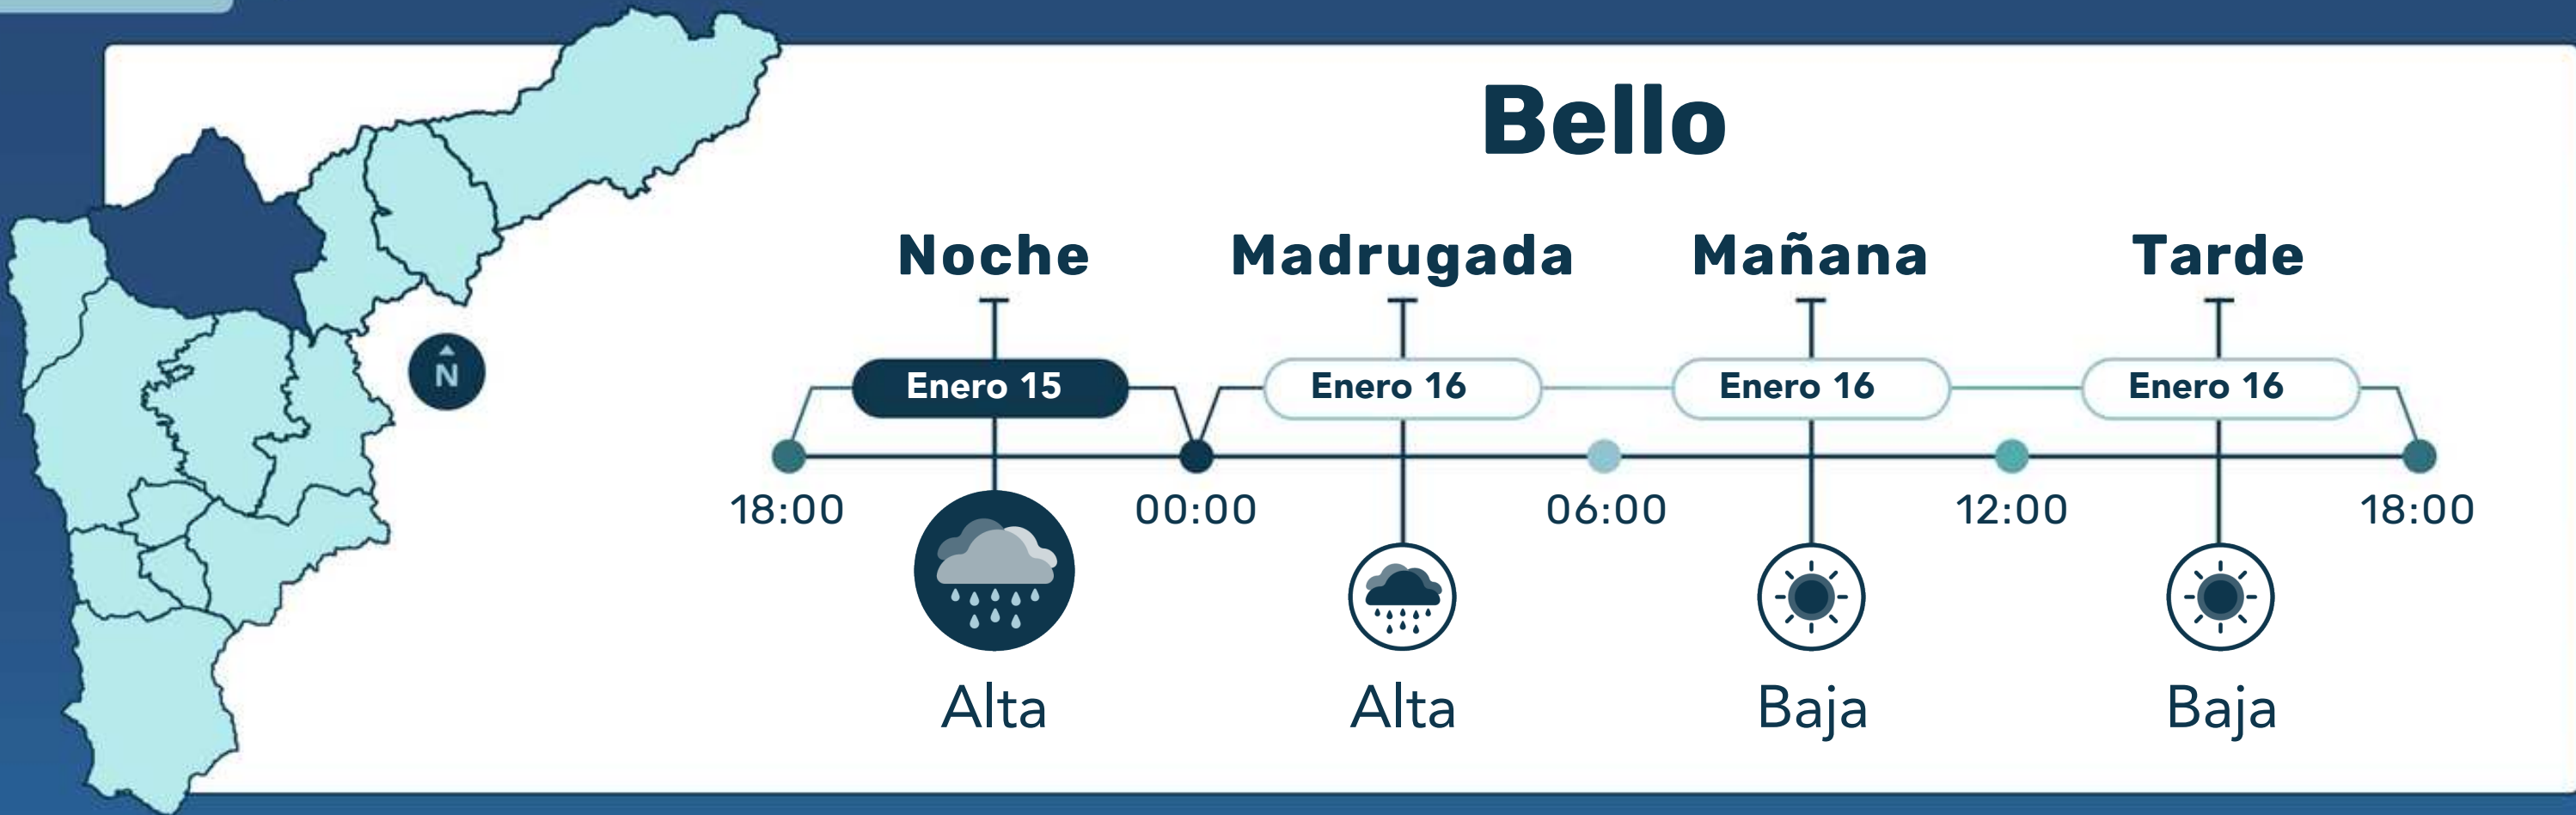 Bello
Noche Madrugada Mañana Tarde
Enero 15 Enero 16 Enero 16 Enero 16
N
18:00 00:00 06:00 12:00 18:00
Alta Alta Baja Baja